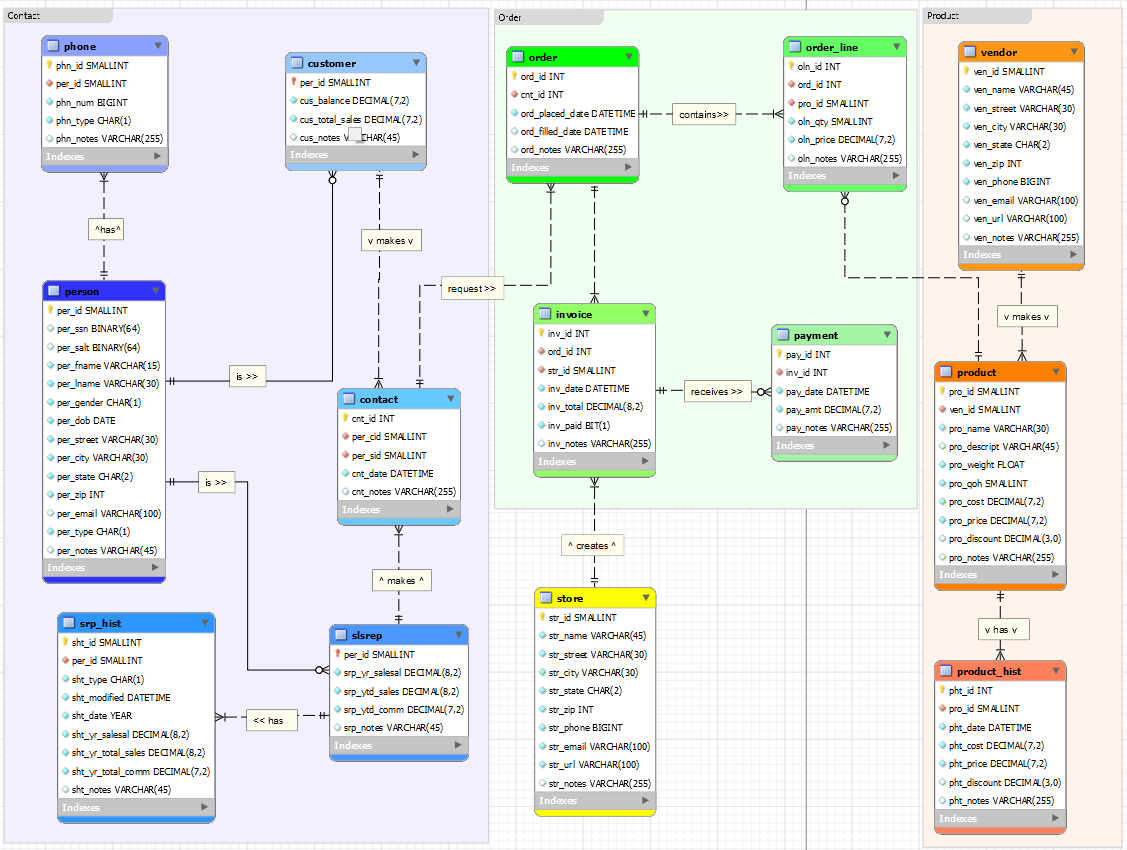 Contact
phone
phn_id SMALLINT
per_id SMALLINT
phn_num BIGINT
phn_type CHAR(1)
phn_notes VARCHAR(255)
Indexes
customer
per_id SMALLINT
cus_balance DECIMAL(7,2)
cus_total_sales DECIMAL(7,2)
cus_notes VARCHAR(45)
Indexes
^has^
v makes v
person
per_id SMALLINT
per_ssn BINARY(64)
per_salt BINARY(64)
per_fname VARCHAR(15)
per_lname VARCHAR(30)
per_gender CHAR(1)
per_dob DATE
per_street VARCHAR(30)
per_city VARCHAR(30)
per_state CHAR(2)
per_zip INT
per_email VARCHAR(100)
per_type CHAR(1)
per_notes VARCHAR(45)
Indexes
is >>
is >>
contact
cnt_id INT
per_cid SMALLINT
per_sid SMALLINT
cnt_date DATETIME
cnt_notes VARCHAR(255)
Indexes
^ makes ^
srp_hist
sht_id SMALLINT
per_id SMALLINT
sht_type CHAR(1)
sht_modified DATETIME
sht_date YEAR
sht_yr_salesal DECIMAL(8,2)
sht_yr_total_sales DECIMAL(8,2)
sht_yr_total_comm DECIMAL(7,2)
sht_notes VARCHAR(45)
Indexes
<< has
slsrep
per_id SMALLINT
srp_yr_salesal DECIMAL(8,2)
srp_ytd_sales DECIMAL(8,2)
srp_ytd_comm DECIMAL(7,2)
srp_notes VARCHAR(45)
Indexes
request >>
Order
order
ord_id INT
cnt_id INT
ord_placed_date DATETIME
ord_filled_date DATETIME
ord_notes VARCHAR(255)
Indexes
contains>>
order_line
oln_id INT
ord_id INT
pro_id SMALLINT
oln_qty SMALLINT
oln_price DECIMAL(7,2)
oln_notes VARCHAR(255)
Indexes
invoice
inv_id INT
ord_id INT
str_id SMALLINT
inv_date DATETIME
inv_total DECIMAL(8,2)
inv_paid BIT(1)
inv_notes VARCHAR(255)
Indexes
receives >>
payment
pay_id INT
inv_id INT
pay_date DATETIME
pay_amt DECIMAL(7,2)
pay_notes VARCHAR(255)
Indexes
^ creates ^
store
str_id SMALLINT
str_name VARCHAR(45)
str_street VARCHAR(30)
str_city VARCHAR(30)
str_state CHAR(2)
str_zip INT
str_phone BIGINT
str_email VARCHAR(100)
str_url VARCHAR(100)
str_notes VARCHAR(255)
Indexes
Product
vendor
ven_id SMALLINT
ven_name VARCHAR(45)
ven_street VARCHAR(30)
ven_city VARCHAR(30)
ven_state CHAR(2)
ven_zip INT
ven_phone BIGINT
ven_email VARCHAR(100)
ven_url VARCHAR(100)
ven_notes VARCHAR(255)
Indexes
v makes v
product
pro_id SMALLINT
ven_id SMALLINT
pro_name VARCHAR(30)
pro_descript VARCHAR(45)
pro_weight FLOAT
pro_qoh SMALLINT
pro_cost DECIMAL(7,2)
pro_price DECIMAL(7,2)
pro_discount DECIMAL(3,0)
pro_notes VARCHAR(255)
Indexes
v has v
product_hist
pht_id INT
pro_id SMALLINT
pht_date DATETIME
pht_cost DECIMAL(7,2)
pht_price DECIMAL(7,2)
pht_discount DECIMAL(3,0)
pht_notes VARCHAR(255)
Indexes